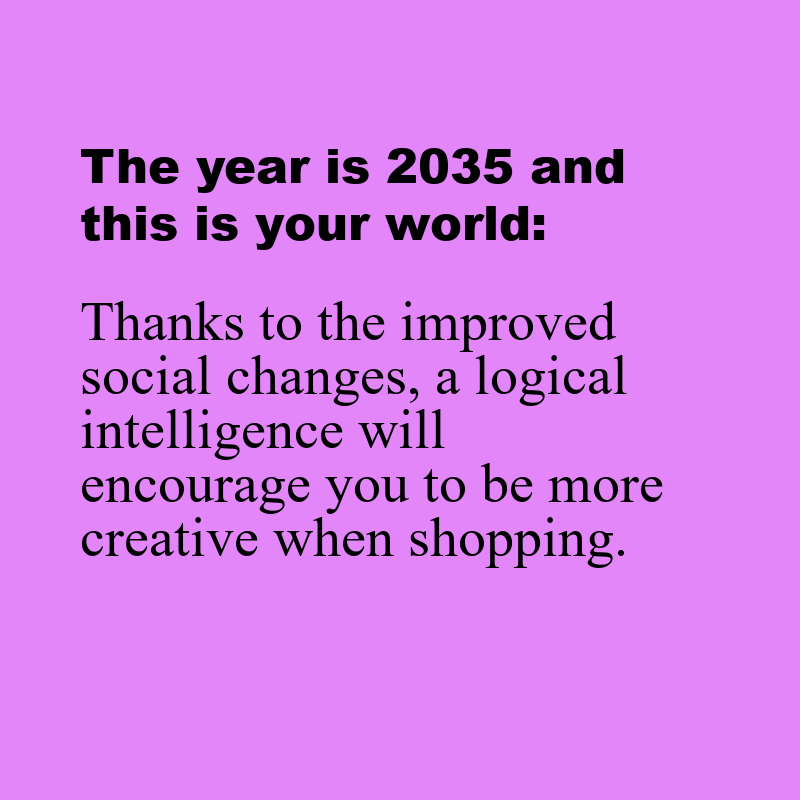 The year is 2035 and
this is your world:
Thanks to the improved
social changes, a logical
intelligence will
encourage you to be more
creative when shopping.